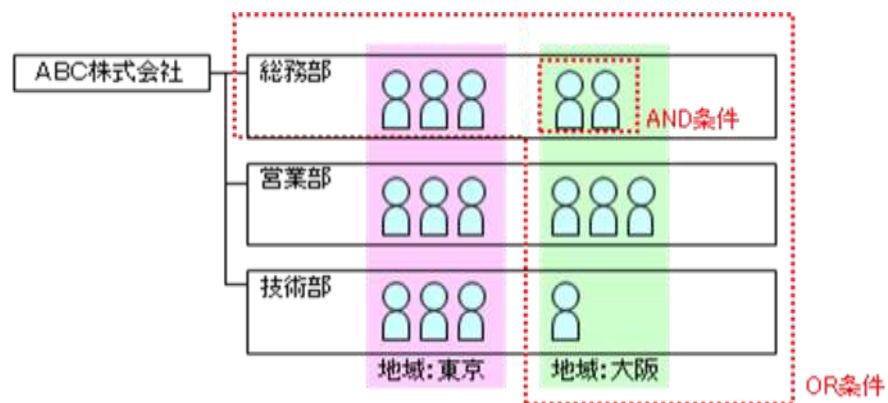 ABC株式会社
総務部
AND条件
営業部
技術部
地域:東京
地域:大阪
OR条件